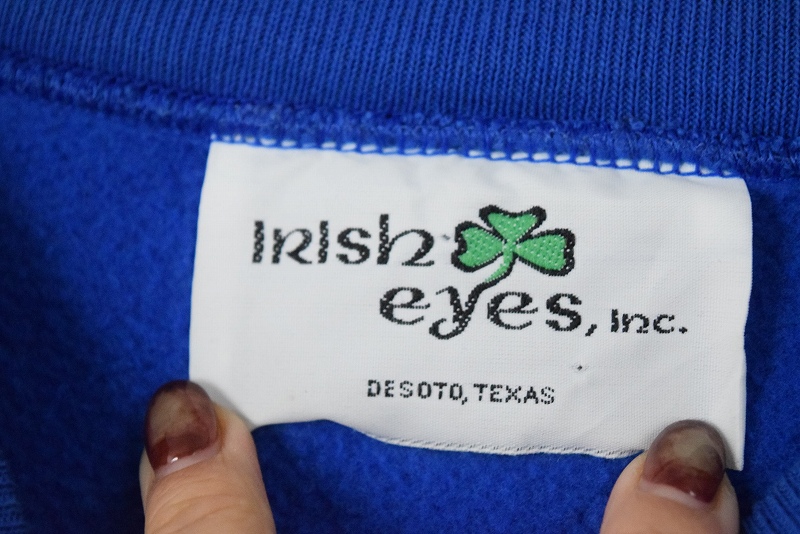 Irish
eyes, Inc.
DESOTO, TEXAS